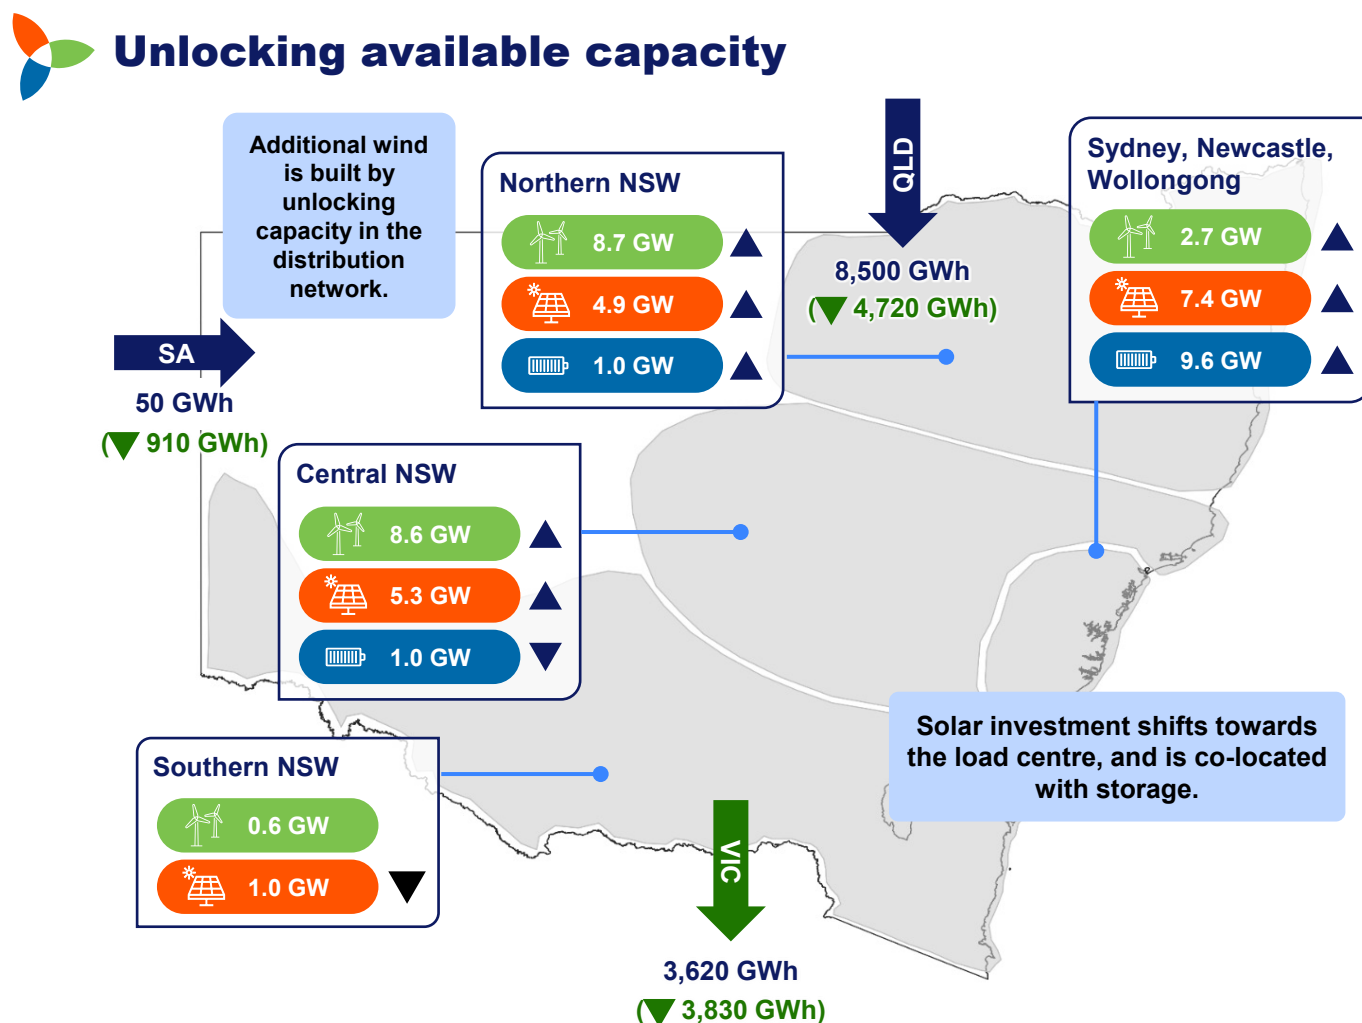 Unlocking available capacity
Additional wind
is built by
unlocking
capacity in the
distribution
network.
Northern NSW
8.7 GW
4.9 GW
1.0 GW
QLD
8,500 GWh
(▼ 4,720 GWh)
Sydney, Newcastle,
Wollongong
2.7 GW
7.4 GW
9.6 GW
SA
50 GWh
(▼ 910 GWh)
Central NSW
8.6 GW
5.3 GW
1.0 GW
Solar investment shifts towards
the load centre, and is co-located
with storage.
Southern NSW
0.6 GW
1.0 GW
VIC
3,620 GWh
(▼ 3,830 GWh)